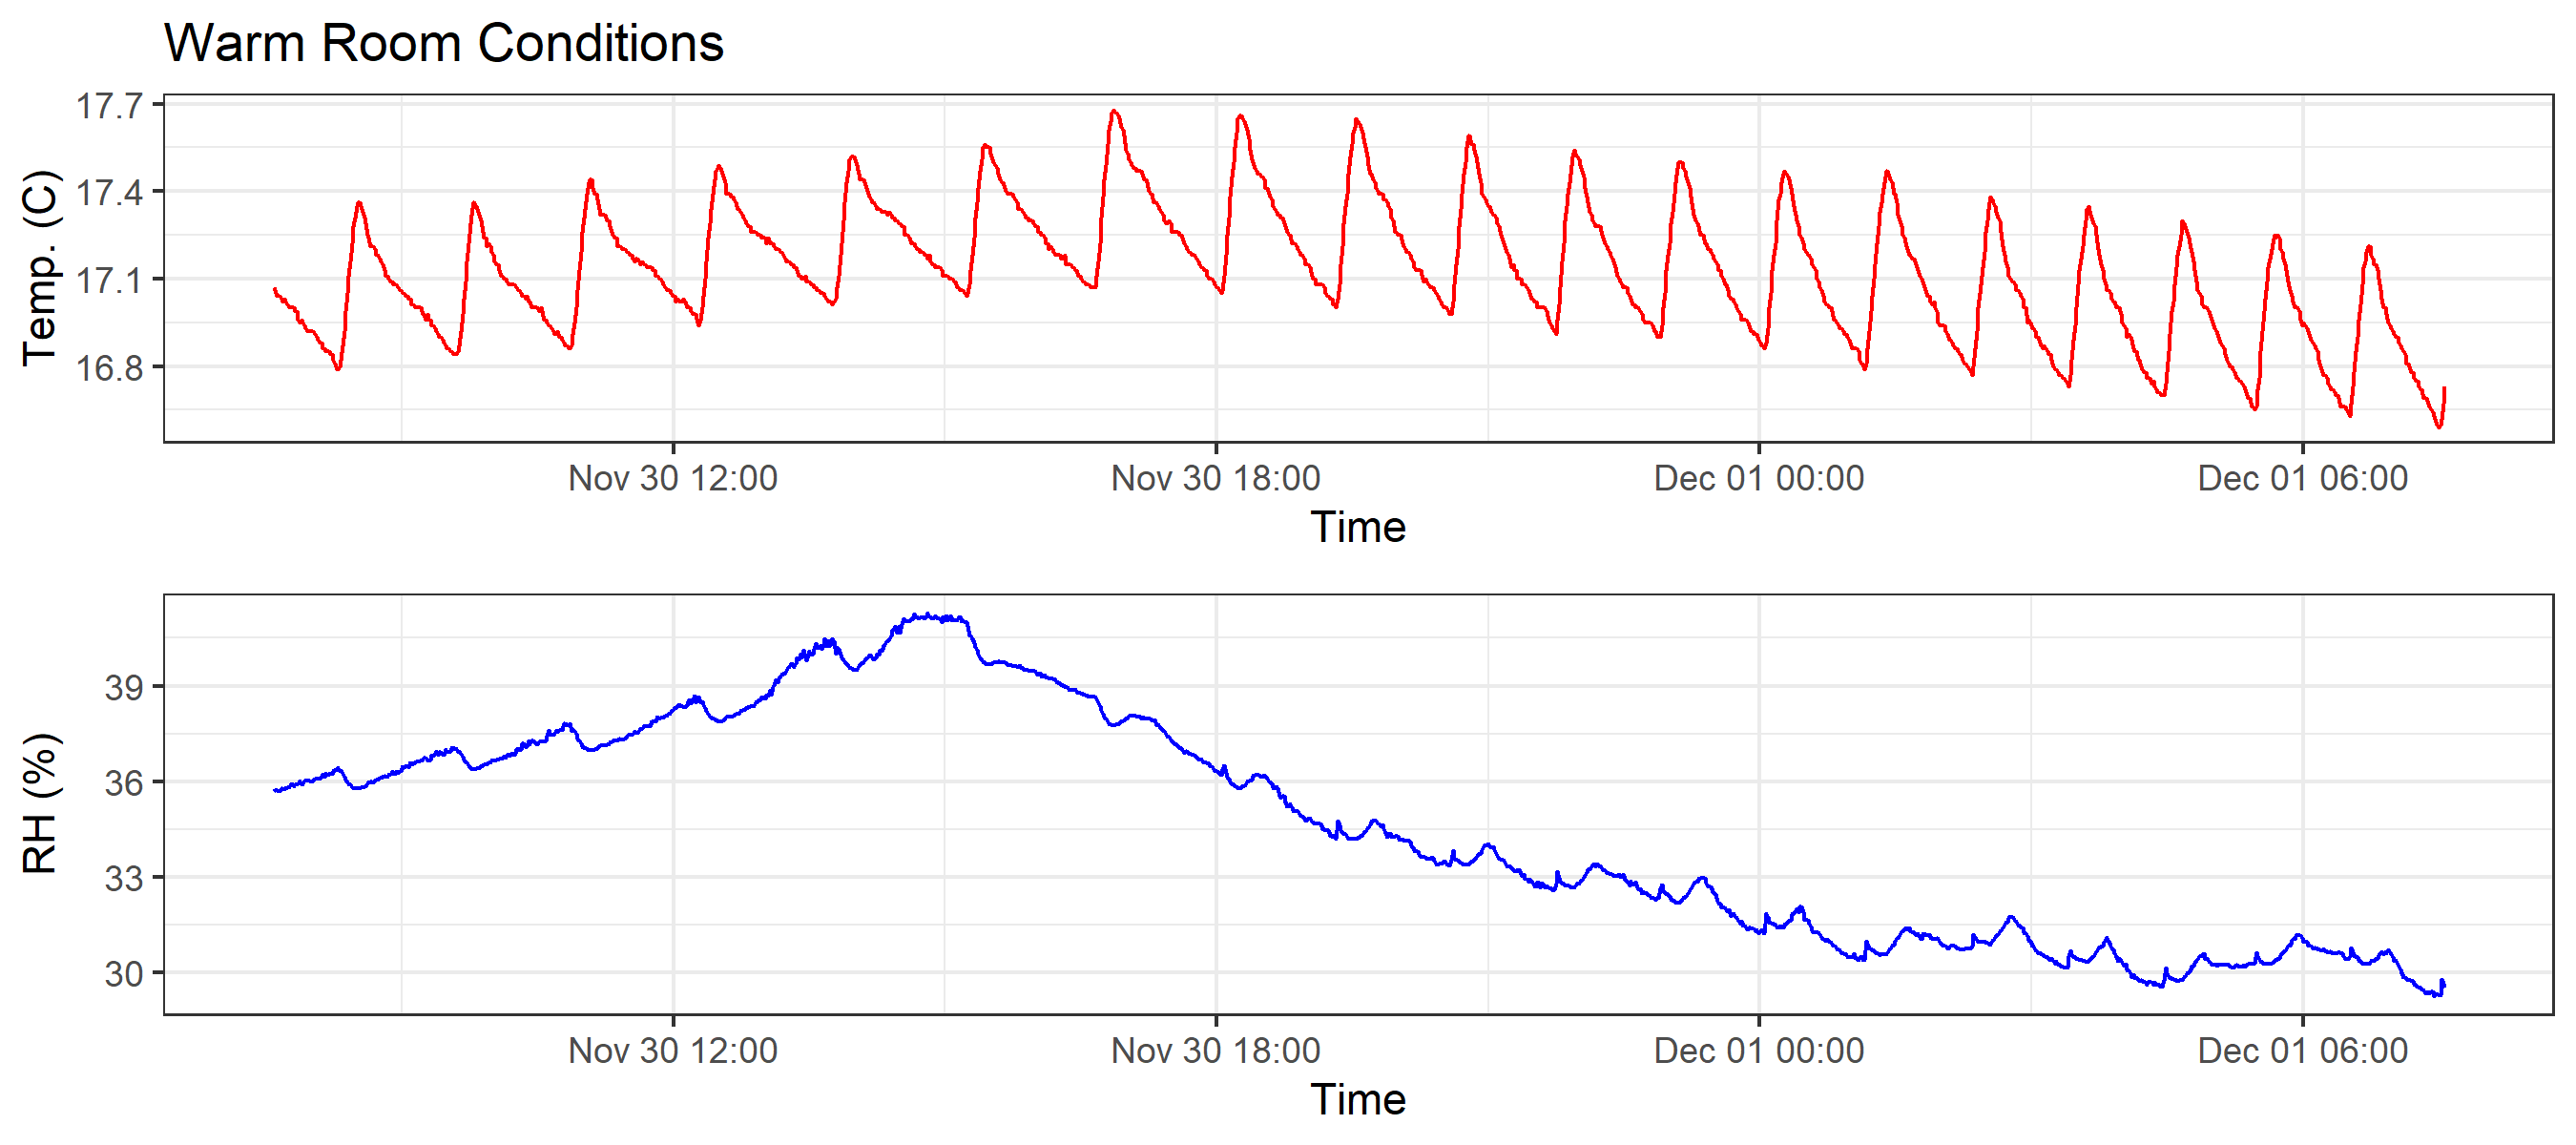 Warm Room Conditions
Temp. (C)
17.7
17.4
17.1
16.8
Nov 30 12:00 Nov 30 18:00 Dec 01 00:00 Dec 01 06:00
Time
RH (%)
39
36
33
30
Nov 30 12:00 Nov 30 18:00 Dec 01 00:00 Dec 01 06:00
Time